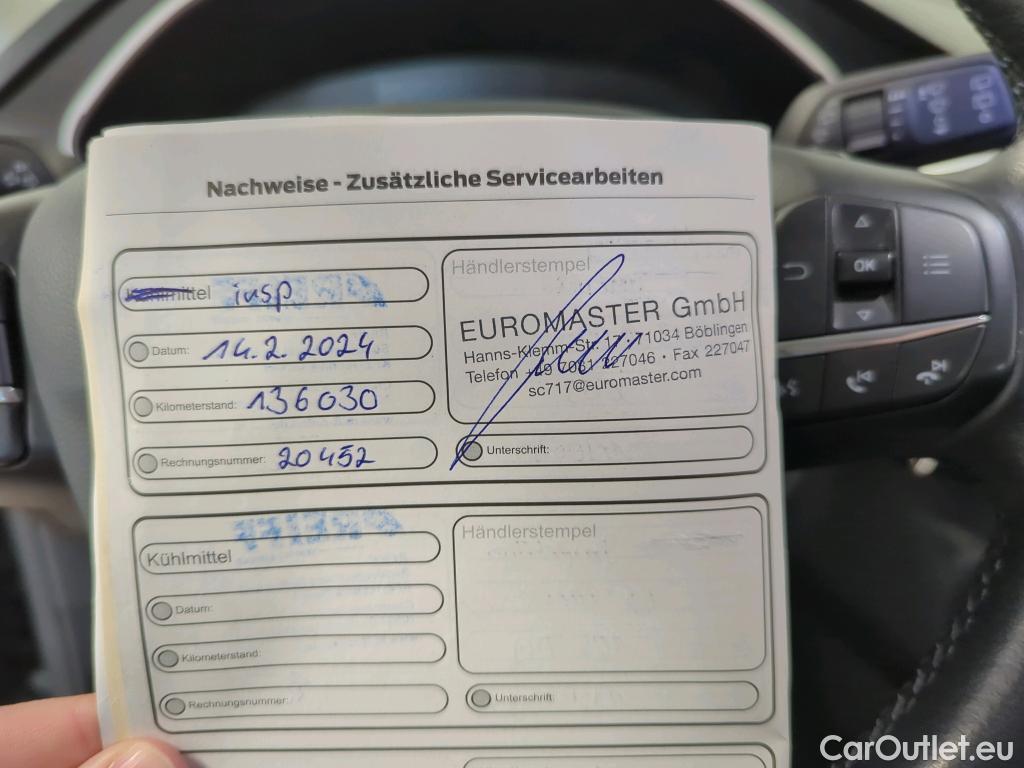 Nachweise - Zusätzliche Servicearbeiten
Kühlmittel insp
Datum: 14.2.2024
Kilometerstand: 136030
Rechnungsnummer: 20452
Händlerstempel
EUROMASTER GmbH
Hanns-Klemm-Str. 17 · 71034 Böblingen
Telefon +49 7031 227046 · Fax 227047
sc717@euromaster.com
Unterschrift:
Kühlmittel
Datum:
Kilometerstand:
Rechnungsnummer:
Händlerstempel
Unterschrift:
OK
CarOutlet.eu